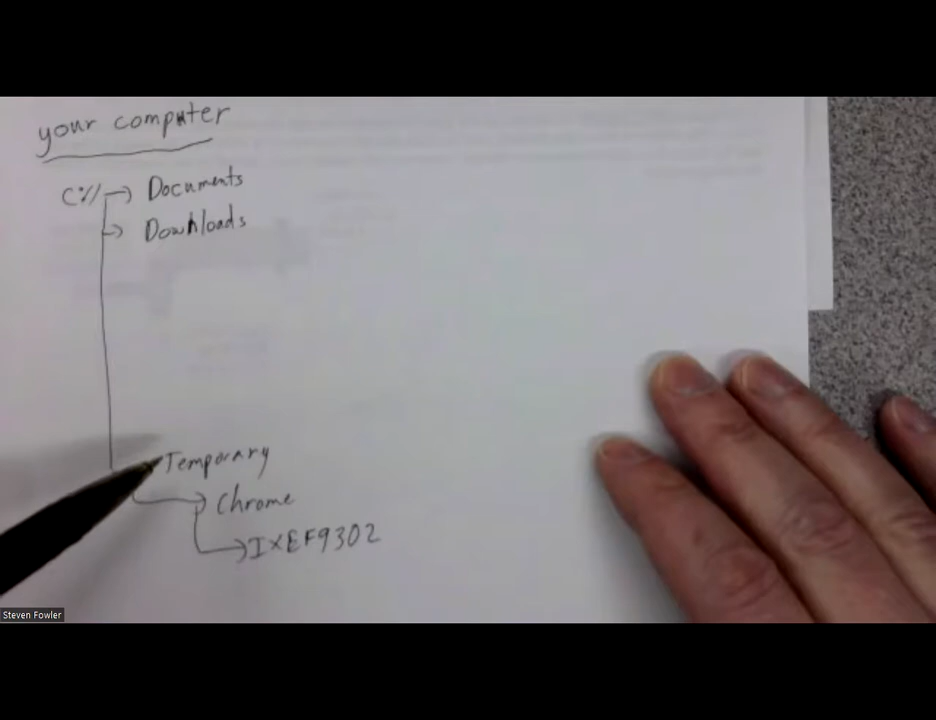 your computer
C:// → Documents
→ Downloads
Temporary
→ Chrome
→ IXEF9302
Steven Fowler